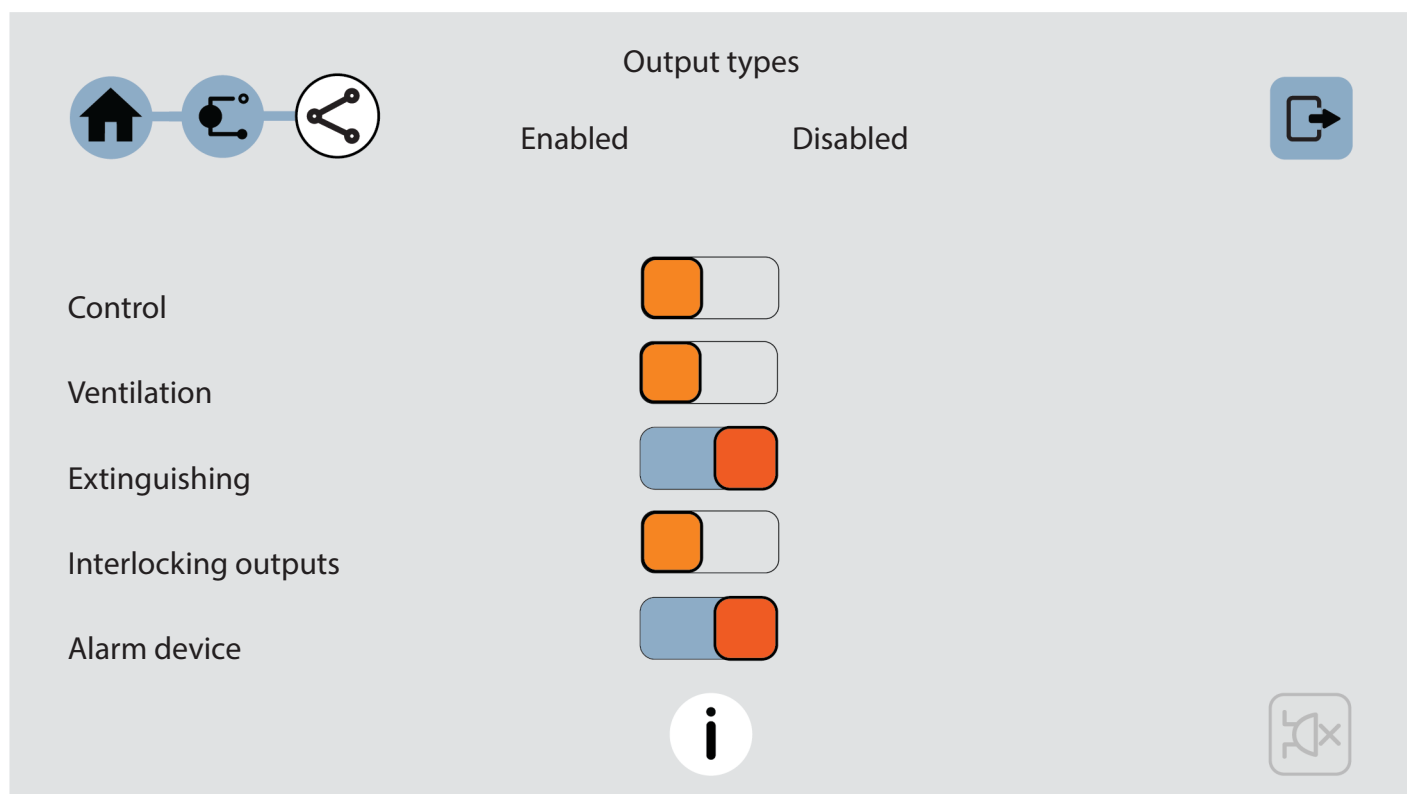 Output types
Enabled Disabled
Control
Ventilation
Extinguishing
Interlocking outputs
Alarm device
i